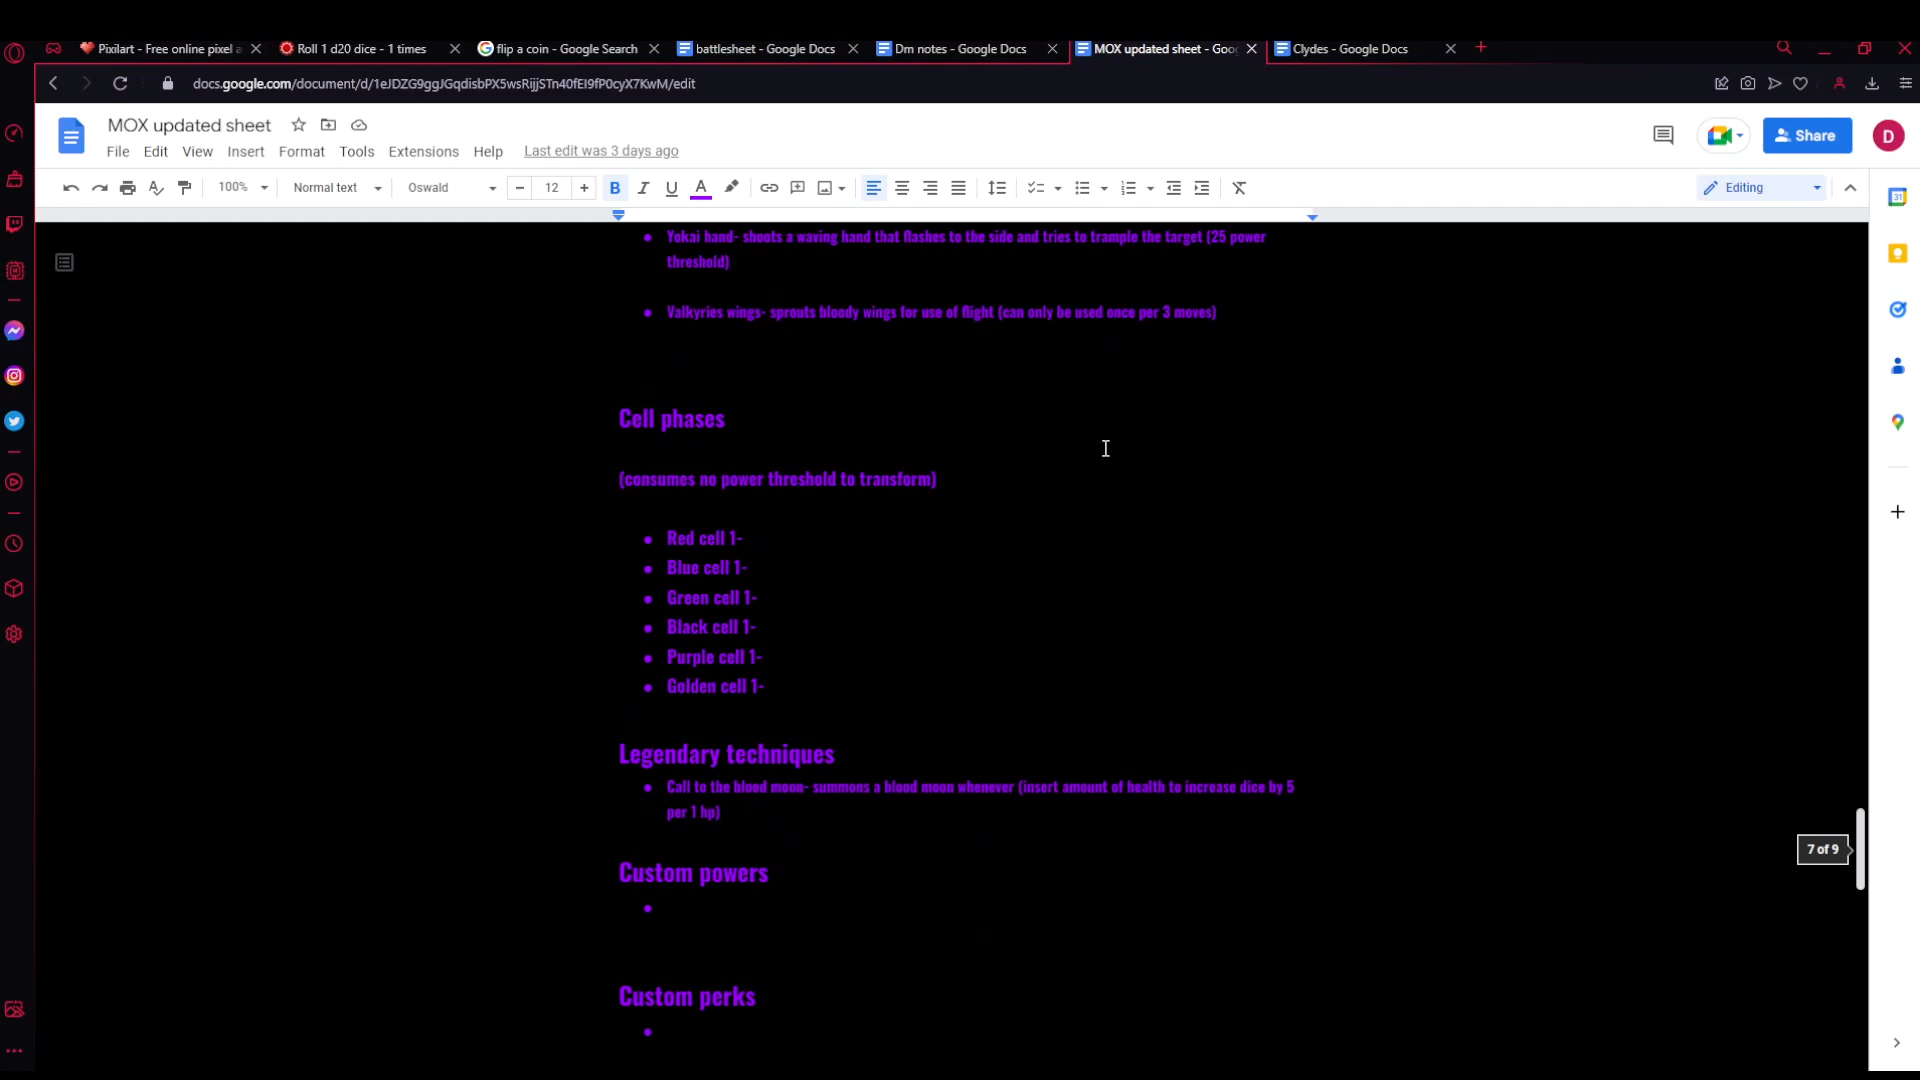 Pixilart - Free online pixel a
Roll 1 d20 dice - 1 times
flip a coin - Google Search
battlesheet - Google Docs
Dm notes - Google Docs
MOX updated sheet - Goo
Clydes - Google Docs
docs.google.com/document/d/1eJDZG9ggJGqdisbPX5wsRijjSTn40fEI9fP0cyX7KwM/edit
MOX updated sheet
File Edit View Insert Format Tools Extensions Help Last edit was 3 days ago
Share
D
100% Normal text Oswald 12 B I U A
Editing
31
• Yokai hand- shoots a waving hand that flashes to the side and tries to trample the target (25 power
threshold)
• Valkyries wings- sprouts bloody wings for use of flight (can only be used once per 3 moves)
Cell phases
(consumes no power threshold to transform)
• Red cell 1-
• Blue cell 1-
• Green cell 1-
• Black cell 1-
• Purple cell 1-
• Golden cell 1-
Legendary techniques
• Call to the blood moon- summons a blood moon whenever (insert amount of health to increase dice by 5
per 1 hp)
7 of 9
Custom powers
Custom perks